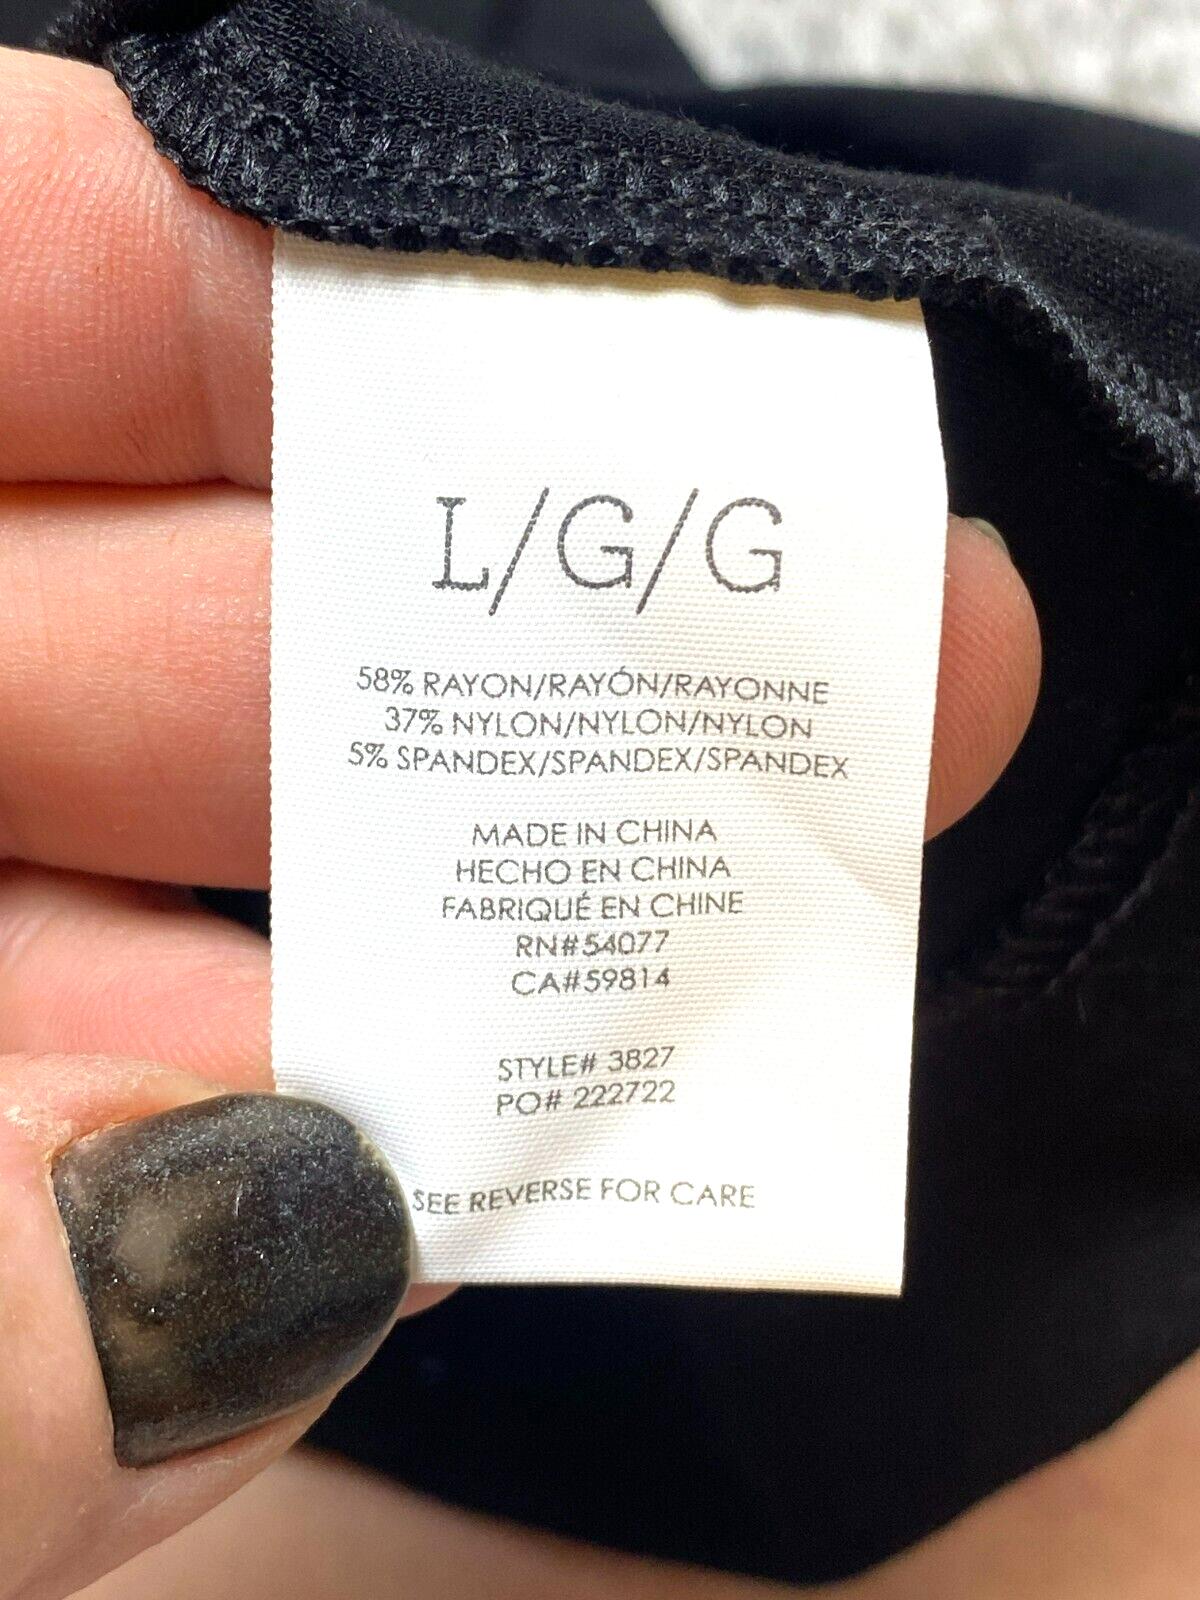 L/G/G
58% RAYON/RAYÓN/RAYONNE
37% NYLON/NYLON/NYLON
5% SPANDEX/SPANDEX/SPANDEX
MADE IN CHINA
HECHO EN CHINA
FABRIQUÉ EN CHINE
RN#54077
CA#59814
STYLE# 3827
PO# 222722
SEE REVERSE FOR CARE